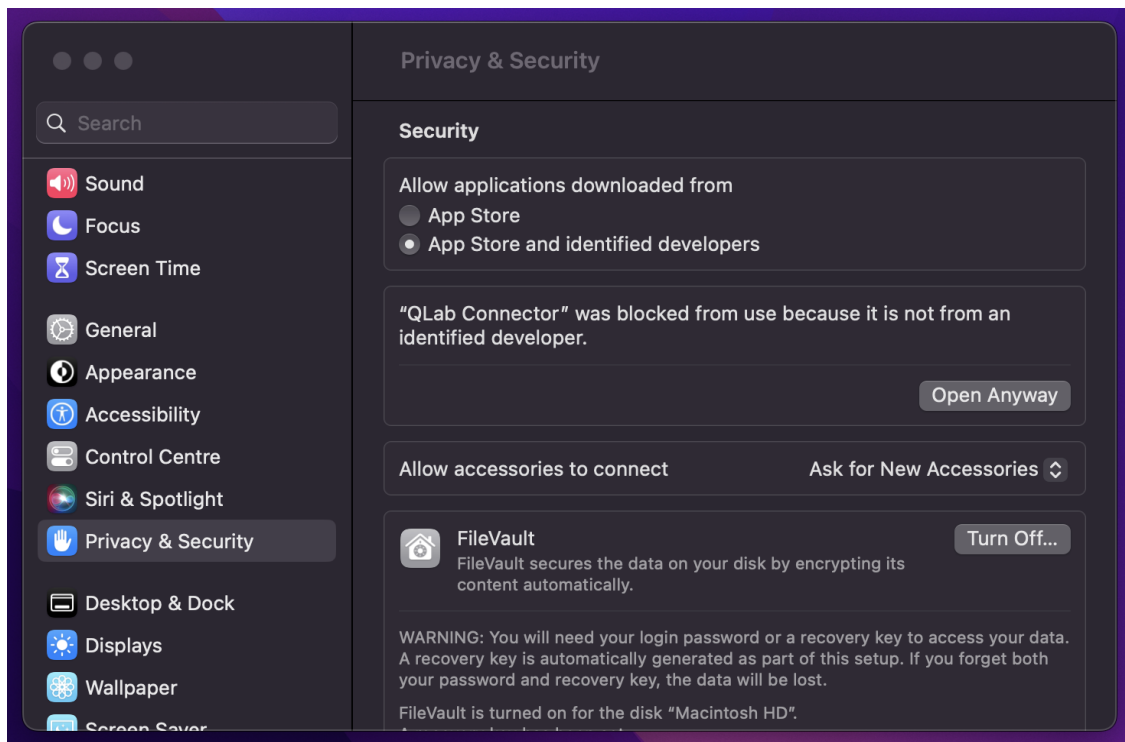 Privacy & Security
Search
Sound
Focus
Screen Time
General
Appearance
Accessibility
Control Centre
Siri & Spotlight
Privacy & Security
Desktop & Dock
Displays
Wallpaper
Screen Saver
Security
Allow applications downloaded from
App Store
App Store and identified developers
“QLab Connector” was blocked from use because it is not from an
identified developer.
Open Anyway
Allow accessories to connect
Ask for New Accessories
FileVault
Turn Off...
FileVault secures the data on your disk by encrypting its
content automatically.
WARNING: You will need your login password or a recovery key to access your data.
A recovery key is automatically generated as part of this setup. If you forget both
your password and recovery key, the data will be lost.
FileVault is turned on for the disk “Macintosh HD”.